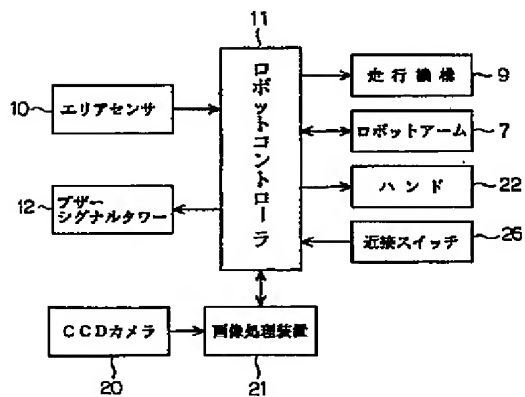 11
ロボットコントローラ
10
エリアセンサ
走行機構
9
ロボットアーム
7
12
ブザー
シグナルタワー
ハンド
22
近接スイッチ
26
CCDカメラ
20
画像処理装置
21